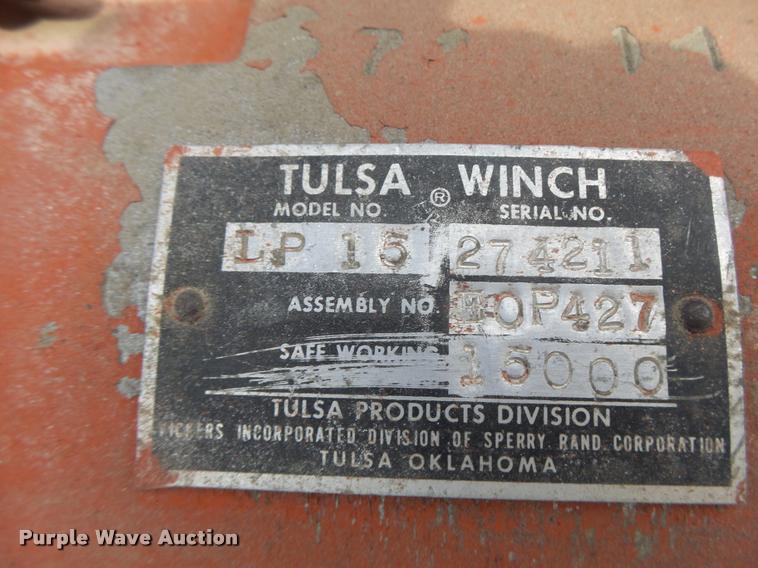 TULSA ® WINCH
MODEL NO. SERIAL NO.
LP 15 274211
ASSEMBLY NO. OP427
SAFE WORKING 15000
TULSA PRODUCTS DIVISION
VICKERS INCORPORATED DIVISION OF SPERRY RAND CORPORATION
TULSA OKLAHOMA
Purple Wave Auction